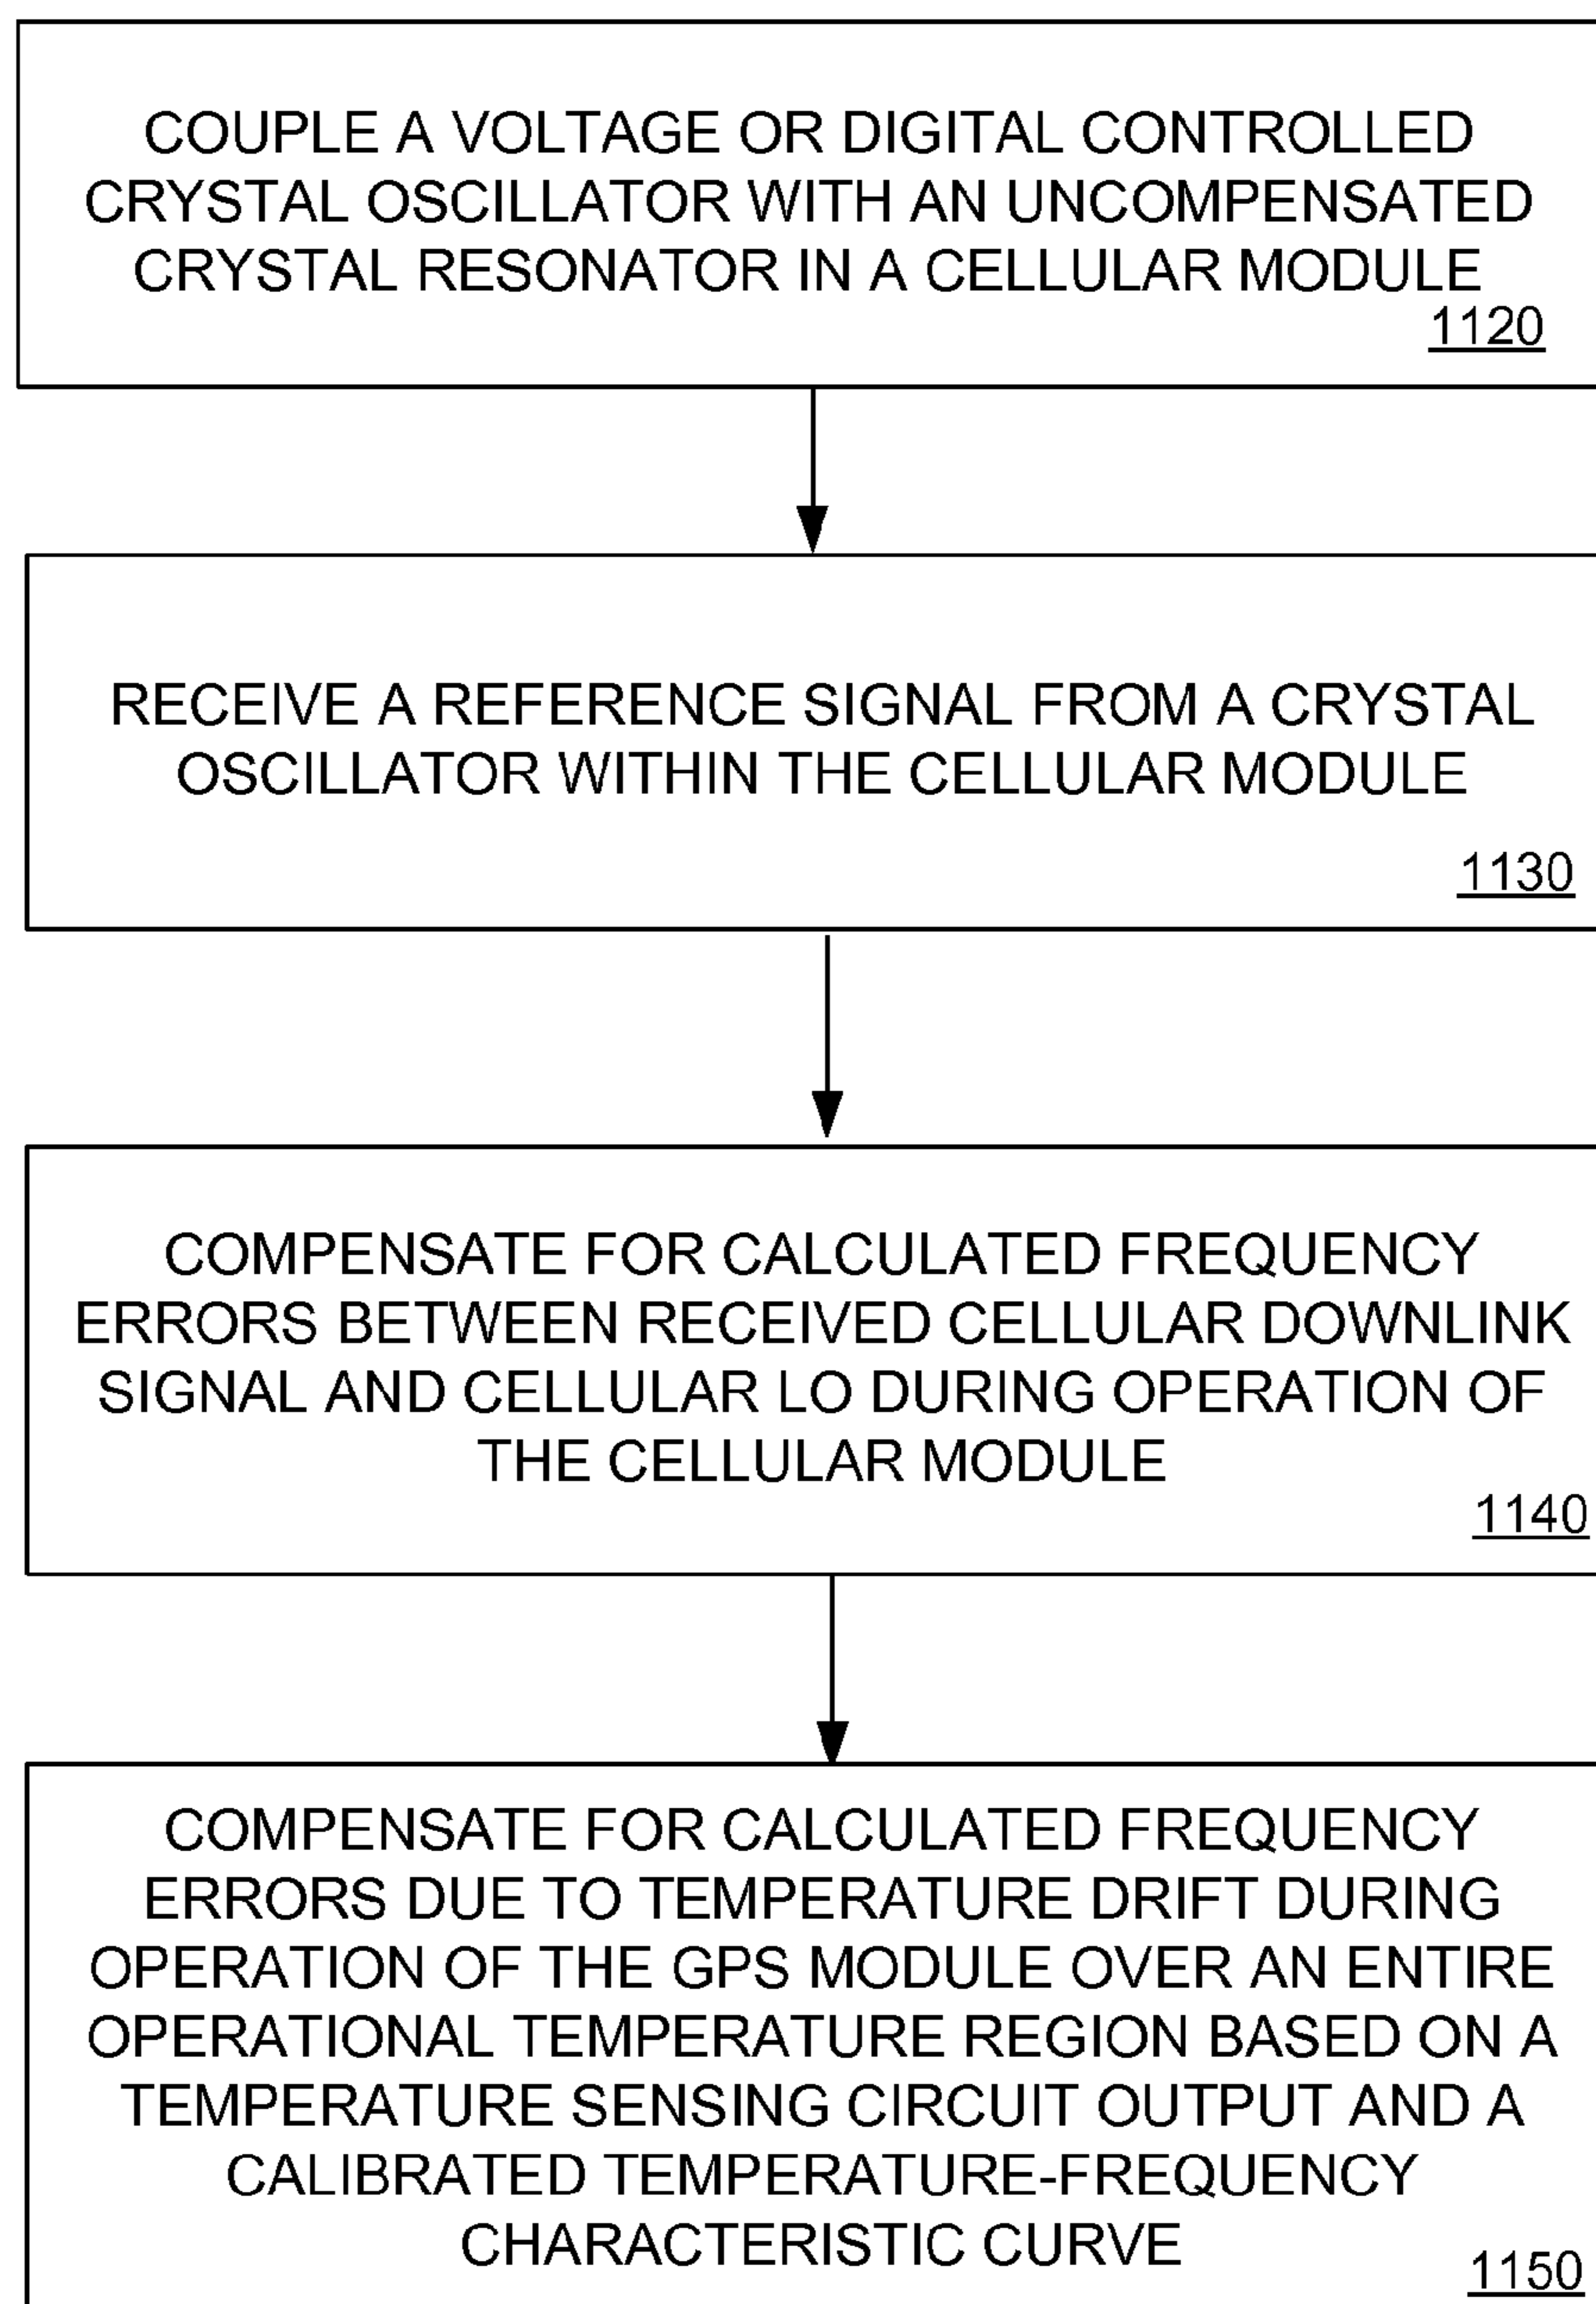 COUPLE A VOLTAGE OR DIGITAL CONTROLLED
CRYSTAL OSCILLATOR WITH AN UNCOMPENSATED
CRYSTAL RESONATOR IN A CELLULAR MODULE
1120
RECEIVE A REFERENCE SIGNAL FROM A CRYSTAL
OSCILLATOR WITHIN THE CELLULAR MODULE
1130
COMPENSATE FOR CALCULATED FREQUENCY
ERRORS BETWEEN RECEIVED CELLULAR DOWNLINK
SIGNAL AND CELLULAR LO DURING OPERATION OF
THE CELLULAR MODULE
1140
COMPENSATE FOR CALCULATED FREQUENCY
ERRORS DUE TO TEMPERATURE DRIFT DURING
OPERATION OF THE GPS MODULE OVER AN ENTIRE
OPERATIONAL TEMPERATURE REGION BASED ON A
TEMPERATURE SENSING CIRCUIT OUTPUT AND A
CALIBRATED TEMPERATURE-FREQUENCY
CHARACTERISTIC CURVE
1150